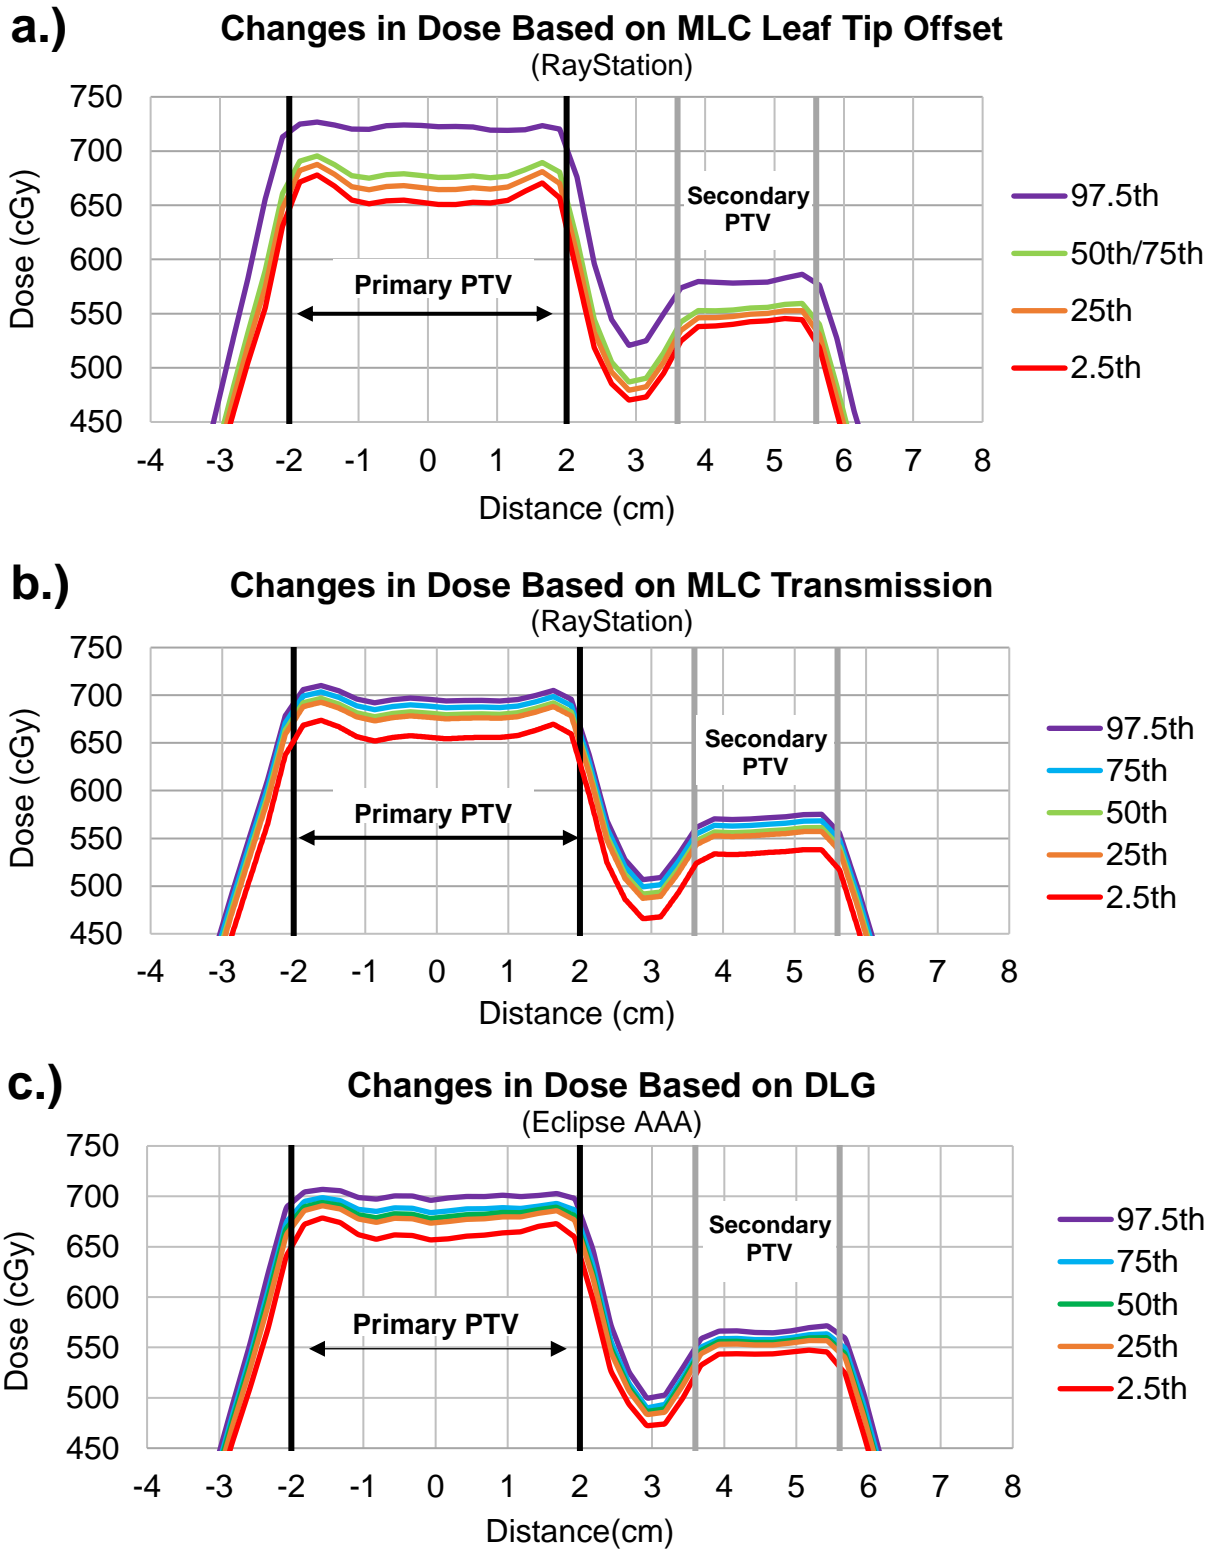 a.)
Changes in Dose Based on MLC Leaf Tip Offset
(RayStation)
750
700
650
600
550
500
450
Dose (cGy)
Primary PTV
Secondary
PTV
97.5th
50th/75th
25th
2.5th
-4 -3 -2 -1 0 1 2 3 4 5 6 7 8
Distance (cm)
b.)
Changes in Dose Based on MLC Transmission
(RayStation)
750
700
650
600
550
500
450
Dose (cGy)
Primary PTV
Secondary
PTV
97.5th
75th
50th
25th
2.5th
-4 -3 -2 -1 0 1 2 3 4 5 6 7 8
Distance (cm)
c.)
Changes in Dose Based on DLG
(Eclipse AAA)
750
700
650
600
550
500
450
Dose (cGy)
Primary PTV
Secondary
PTV
97.5th
75th
50th
25th
2.5th
-4 -3 -2 -1 0 1 2 3 4 5 6 7 8
Distance(cm)